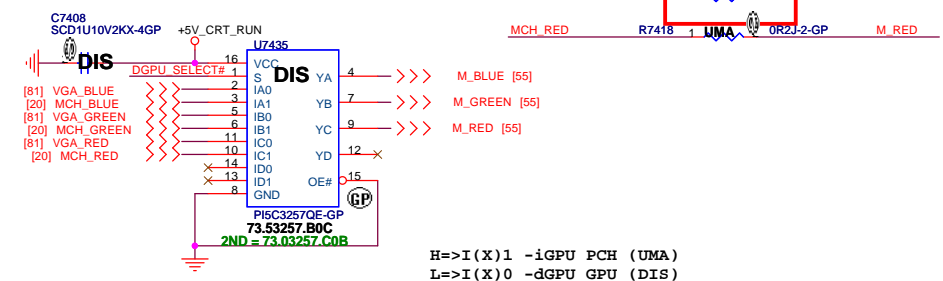 C7408
SCD1U10V2KX-4GP
+5V_CRT_RUN
DIS
DGPU_SELECT#
[81] VGA_BLUE
[20] MCH_BLUE
[81] VGA_GREEN
[20] MCH_GREEN
[81] VGA_RED
[20] MCH_RED
U7435
DIS
16 VCC
1 S
2 IA0
3 IA1
5 IB0
6 IB1
11 IC0
10 IC1
14 ID0
13 ID1
8 GND
YA 4 M_BLUE [55]
YB 7 M_GREEN [55]
YC 9 M_RED [55]
YD 12
OE# 15
GP
PI5C3257QE-GP
73.53257.B0C
2ND = 73.03257.C0B
MCH_RED R7418 1 UMA 0R2J-2-GP M_RED
H=>I(X)1 -iGPU PCH (UMA)
L=>I(X)0 -dGPU GPU (DIS)